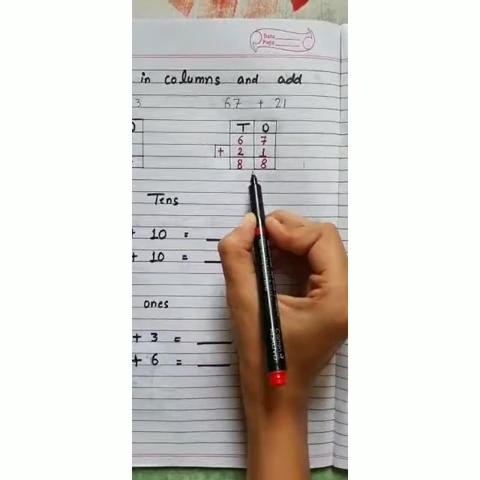 Date
Page
in columns and add
3 67 + 21
T O
6 7
+ 2 1
8 8
Tens
+ 10 =
+ 10 =
ones
+ 3 =
+ 6 =